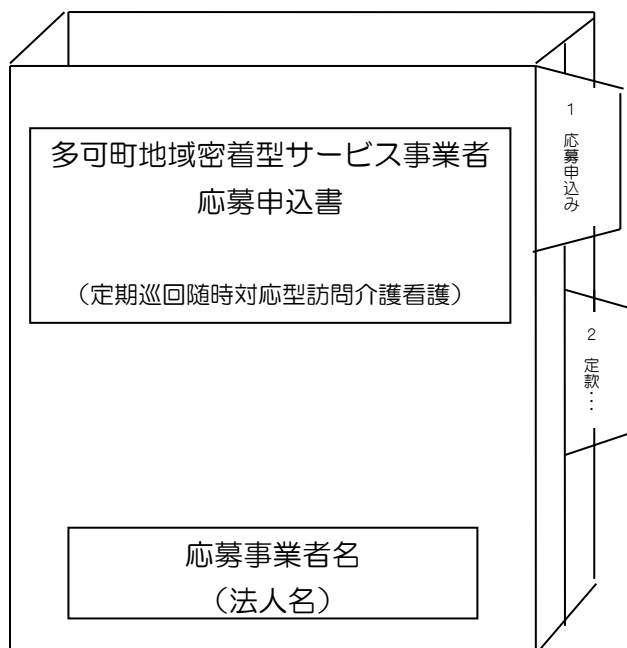 多可町地域密着型サービス事業者
応募申込書
（定期巡回随時対応型訪問介護看護）
応募事業者名
（法人名）
1 応募申込み
2 定款…